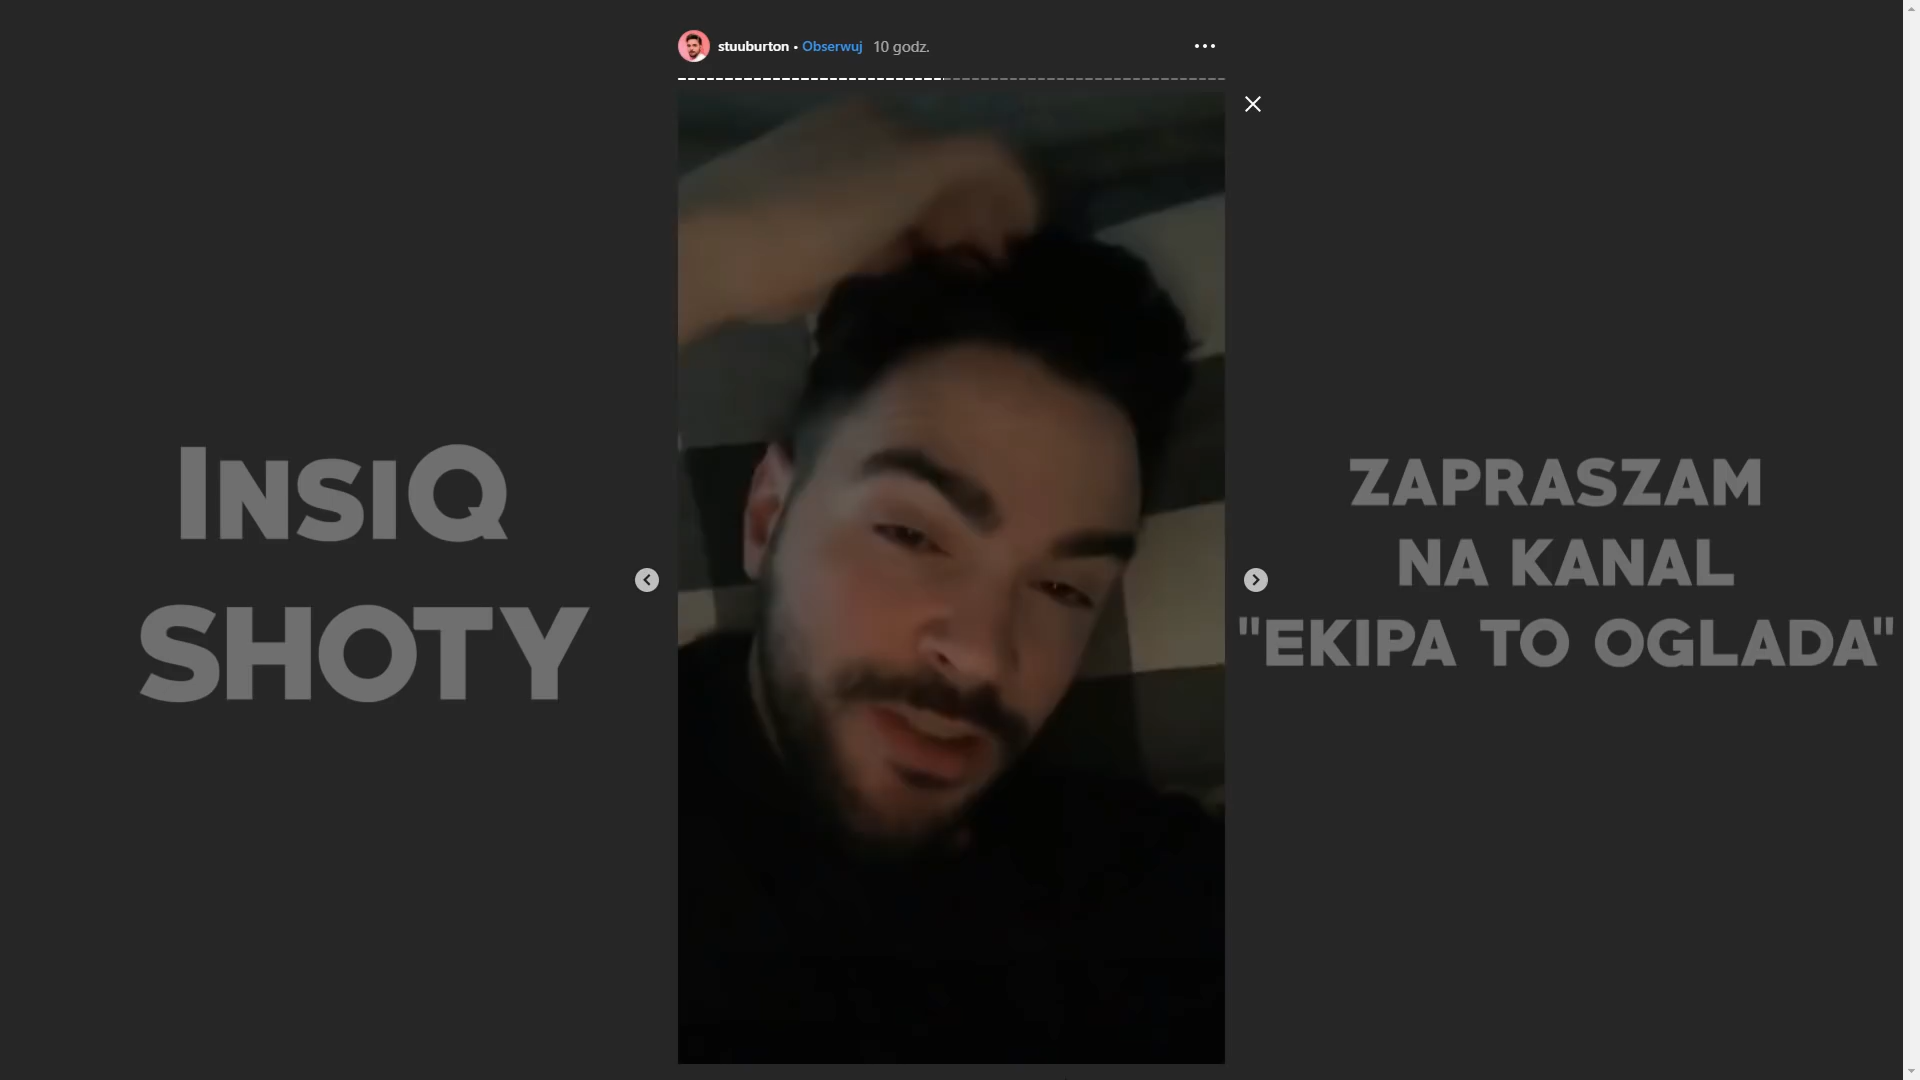 stuuburton • Obserwuj 10 godz.
INSIQ
SHOTY
ZAPRASZAM
NA KANAL
"EKIPA TO OGLADA"